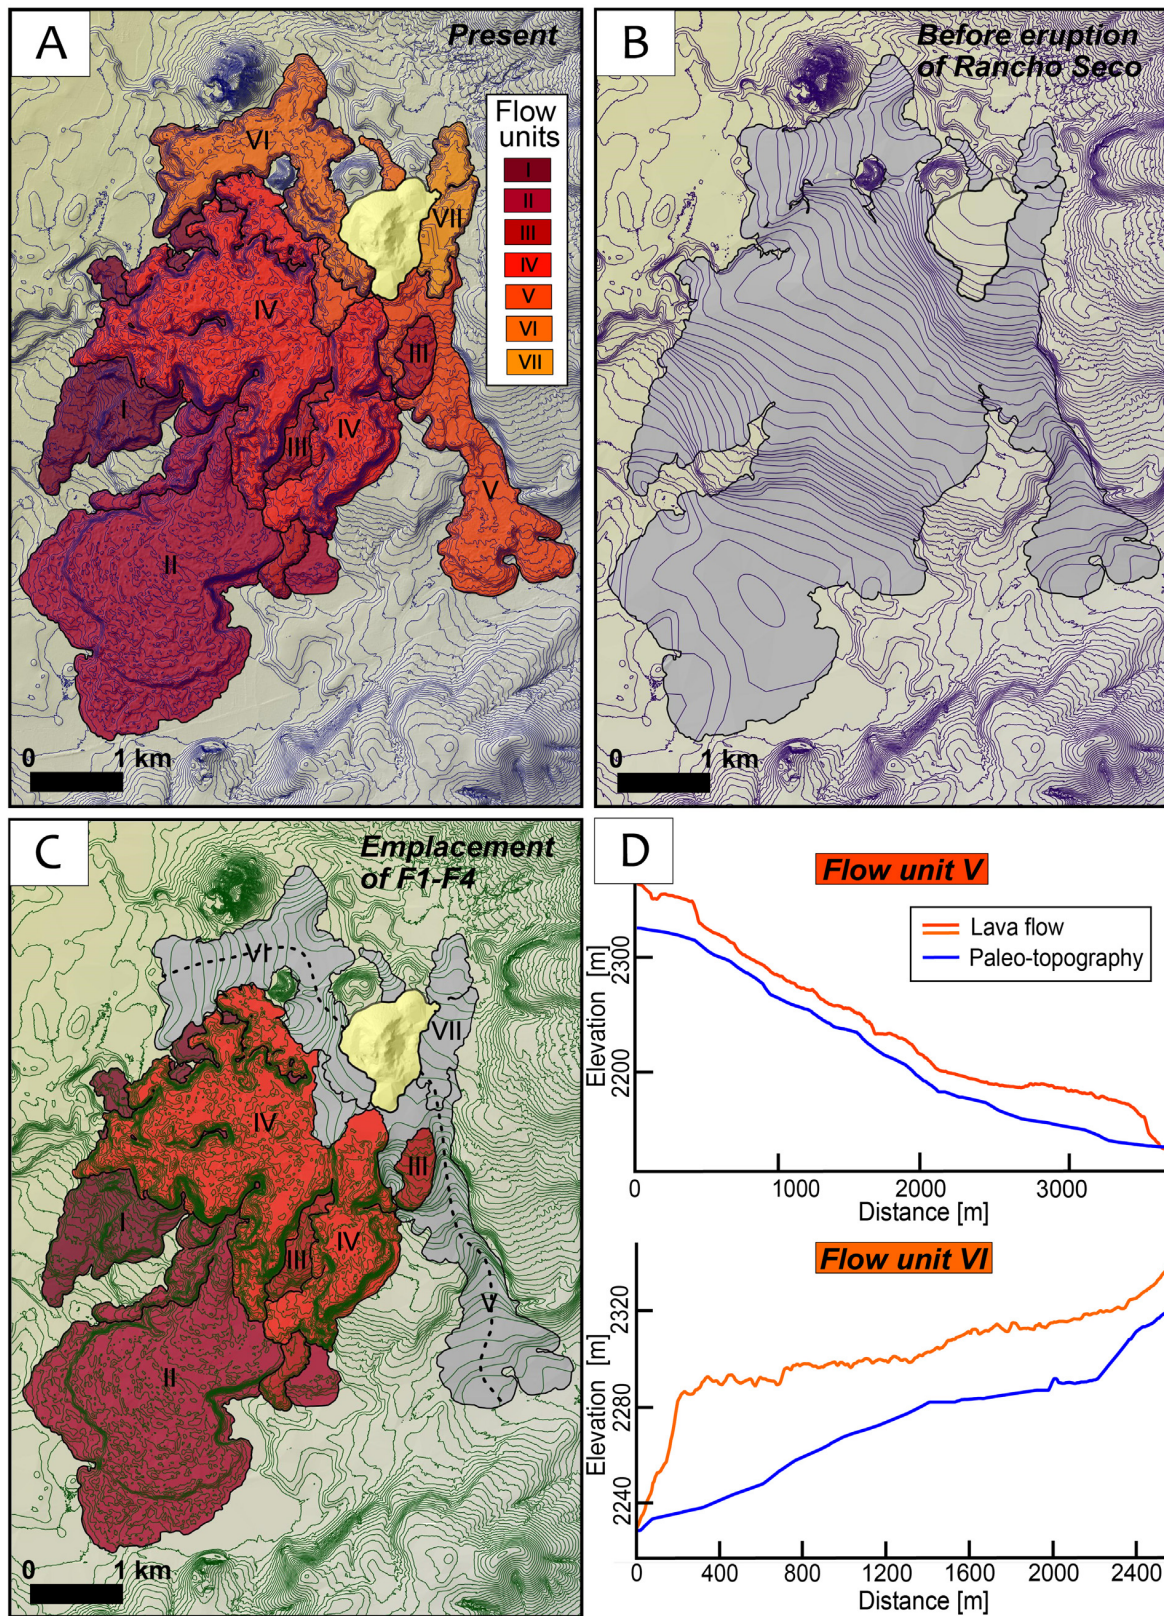 A
Present
Flow
units
I
II
III
IV
V
VI
VII
VI
VII
IV
III
I
III
IV
V
II
0 1 km
B
Before eruption
of Rancho Seco
0 1 km
C
Emplacement
of F1-F4
VI
VII
IV
III
I
III
IV
V
II
0 1 km
D
Flow unit V
Lava flow
Paleo-topography
Elevation [m]
2300
2200
0 1000 2000 3000
Distance [m]
Flow unit VI
Elevation [m]
2320
2280
2240
0 400 800 1200 1600 2000 2400
Distance [m]